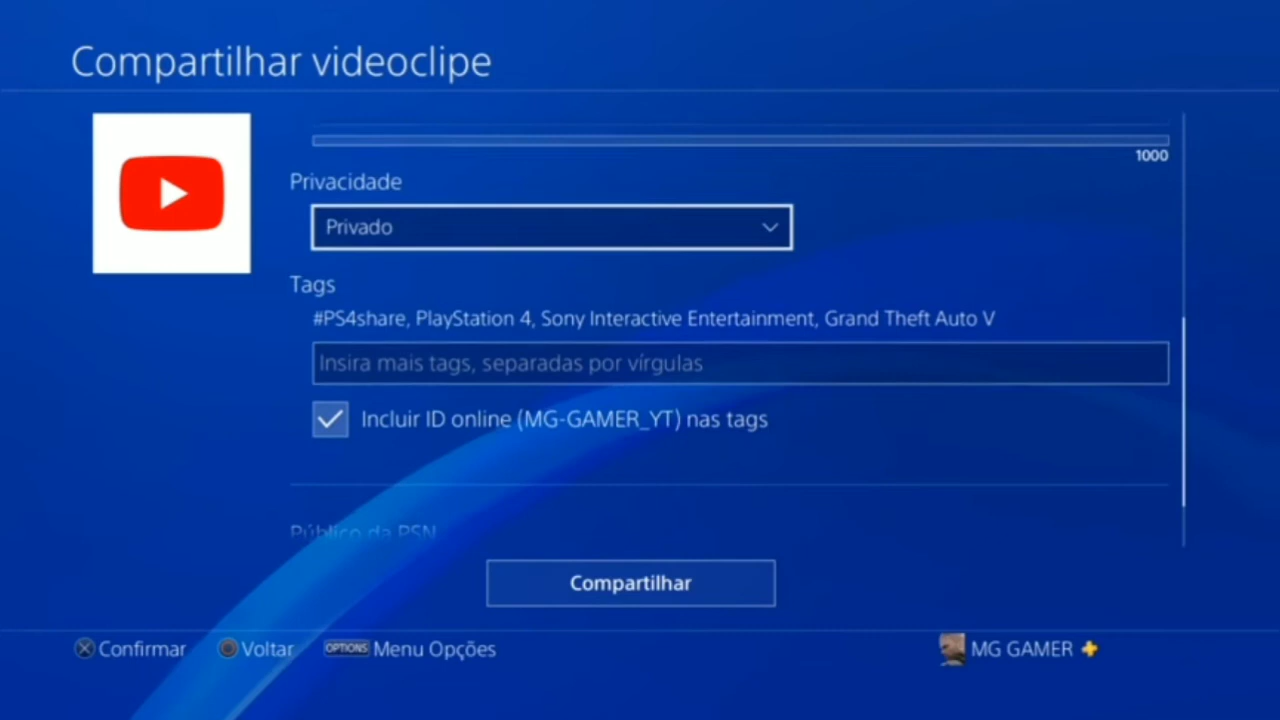 Compartilhar videoclipe
1000
Privacidade
Privado
Tags
#PS4share, PlayStation 4, Sony Interactive Entertainment, Grand Theft Auto V
Insira mais tags, separadas por vírgulas
Incluir ID online (MG-GAMER_YT) nas tags
Público da PSN
Compartilhar
Confirmar Voltar OPTIONS Menu Opções MG GAMER